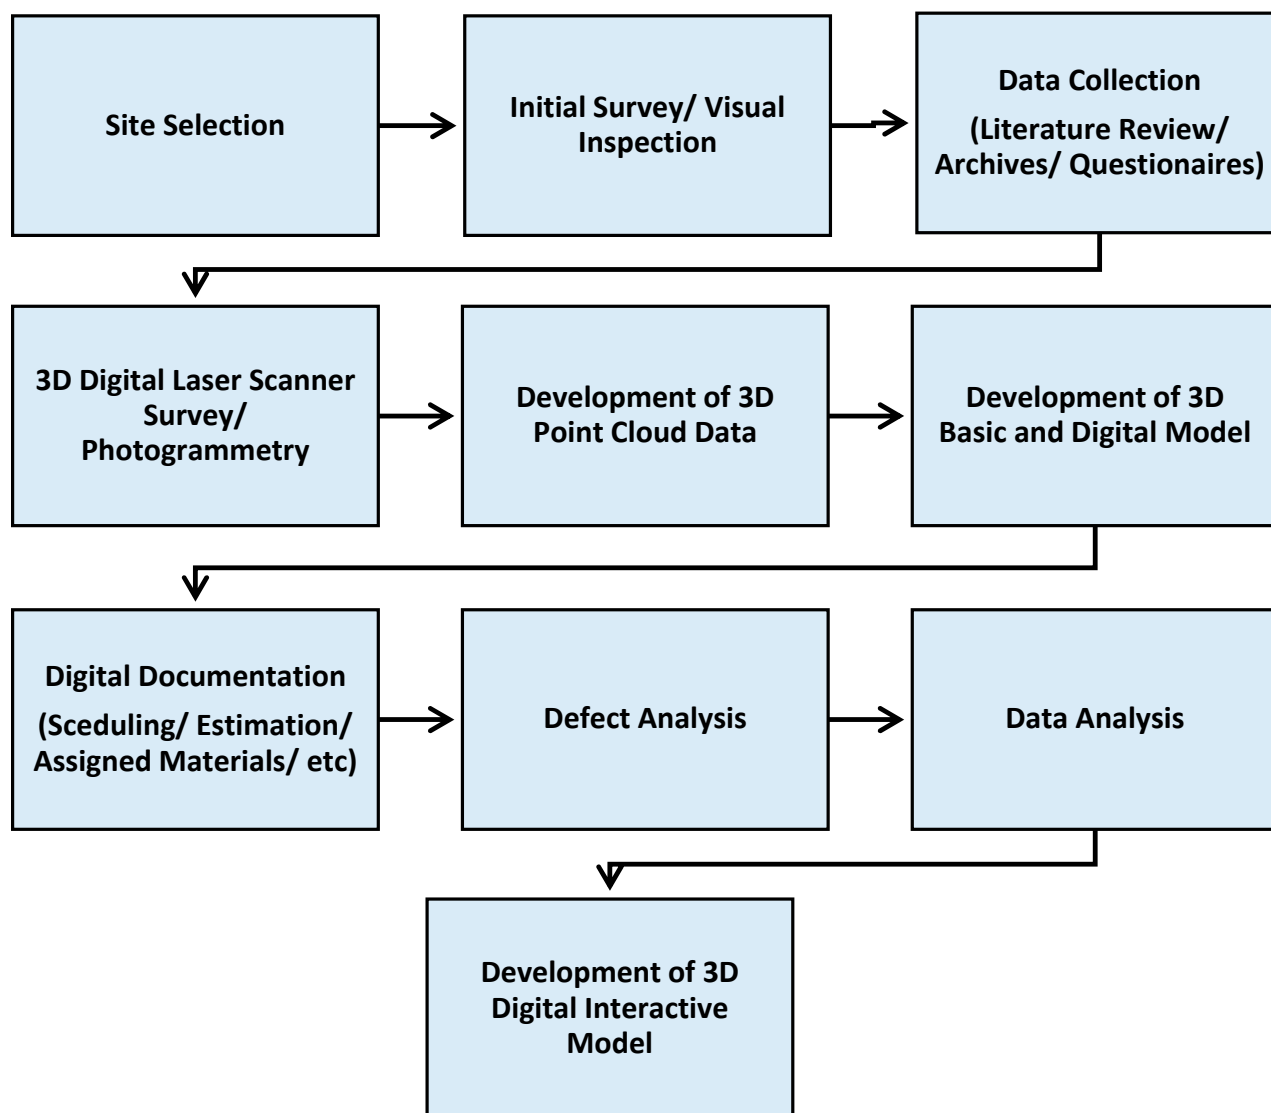 Site Selection
Initial Survey/ Visual
Inspection
Data Collection
(Literature Review/
Archives/ Questionaires)
3D Digital Laser Scanner
Survey/
Photogrammetry
Development of 3D
Point Cloud Data
Development of 3D
Basic and Digital Model
Digital Documentation
(Sceduling/ Estimation/
Assigned Materials/ etc)
Defect Analysis
Data Analysis
Development of 3D
Digital Interactive
Model